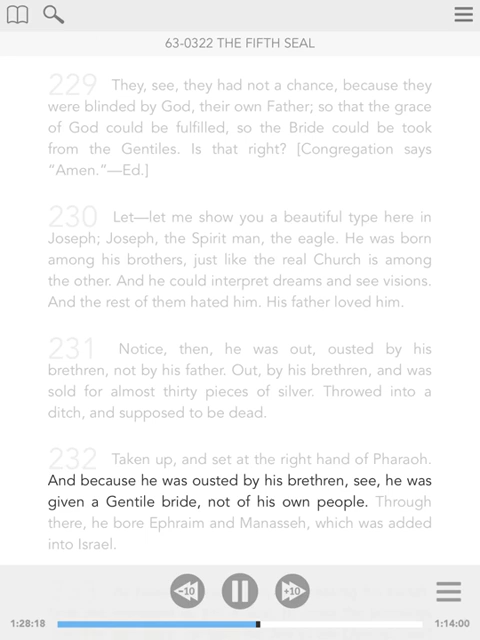 63-0322 THE FIFTH SEAL
229 They, see, they had not a chance, because they
were blinded by God, their own Father; so that the grace
of God could be fulfilled, so the Bride could be took
from the Gentiles. Is that right? [Congregation says
“Amen.”—Ed.]
230 Let—let me show you a beautiful type here in
Joseph; Joseph, the Spirit man, the eagle. He was born
among his brothers, just like the real Church is among
the other. And he could interpret dreams and see visions.
And the rest of them hated him. His father loved him.
231 Notice, then, he was out, ousted by his
brethren, not by his father. Out, by his brethren, and was
sold for almost thirty pieces of silver. Throwed into a
ditch, and supposed to be dead.
232 Taken up, and set at the right hand of Pharaoh.
And because he was ousted by his brethren, see, he was
given a Gentile bride, not of his own people. Through
there, he bore Ephraim and Manasseh, which was added
into Israel.
-10 +10
1:28:18 1:14:00